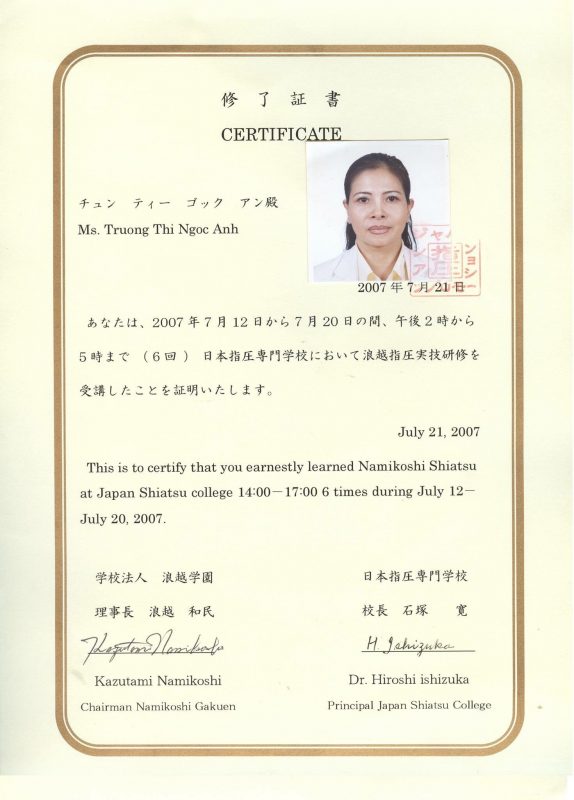 修了証書
CERTIFICATE
チュン ティー ゴック アン殿
Ms. Truong Thi Ngoc Anh
2007年7月21日
あなたは、2007年7月12日から7月20日の間、午後2時から
5時まで （6回 ） 日本指圧専門学校において浪越指圧実技研修を
受講したことを証明いたします。
July 21, 2007
This is to certify that you earnestly learned Namikoshi Shiatsu
at Japan Shiatsu college 14:00－17:00 6 times during July 12－
July 20, 2007.
学校法人 浪越学園
日本指圧専門学校
理事長 浪越 和民
校長 石塚 寛
Kazutami Namikoshi
H. Ishizuka
Kazutami Namikoshi
Dr. Hiroshi ishizuka
Chairman Namikoshi Gakuen
Principal Japan Shiatsu College